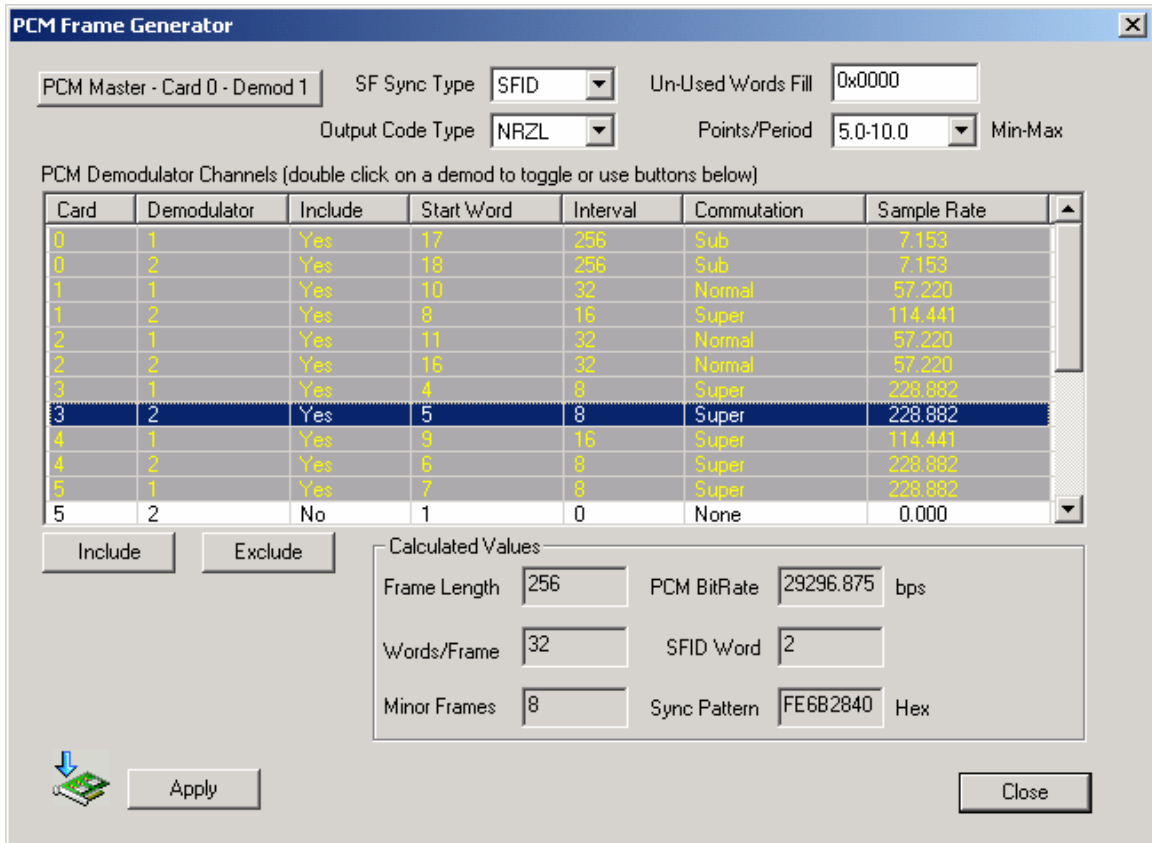 PCM Frame Generator
PCM Master - Card 0 - Demod 1 SF Sync Type SFID Un-Used Words Fill 0x0000
Output Code Type NRZL Points/Period 5.0-10.0 Min-Max
PCM Demodulator Channels (double click on a demod to toggle or use buttons below)
Card Demodulator Include Start Word Interval Commutation Sample Rate
0 1 Yes 17 256 Sub 7.153
0 2 Yes 18 256 Sub 7.153
1 1 Yes 10 32 Normal 57.220
1 2 Yes 8 16 Super 114.441
2 1 Yes 11 32 Normal 57.220
2 2 Yes 16 32 Normal 57.220
3 1 Yes 4 8 Super 228.882
3 2 Yes 5 8 Super 228.882
4 1 Yes 9 16 Super 114.441
4 2 Yes 6 8 Super 228.882
5 1 Yes 7 8 Super 228.882
5 2 No 1 0 None 0.000
Include Exclude
Calculated Values
Frame Length 256 PCM BitRate 29296.875 bps
Words/Frame 32 SFID Word 2
Minor Frames 8 Sync Pattern FE6B2840 Hex
Apply Close